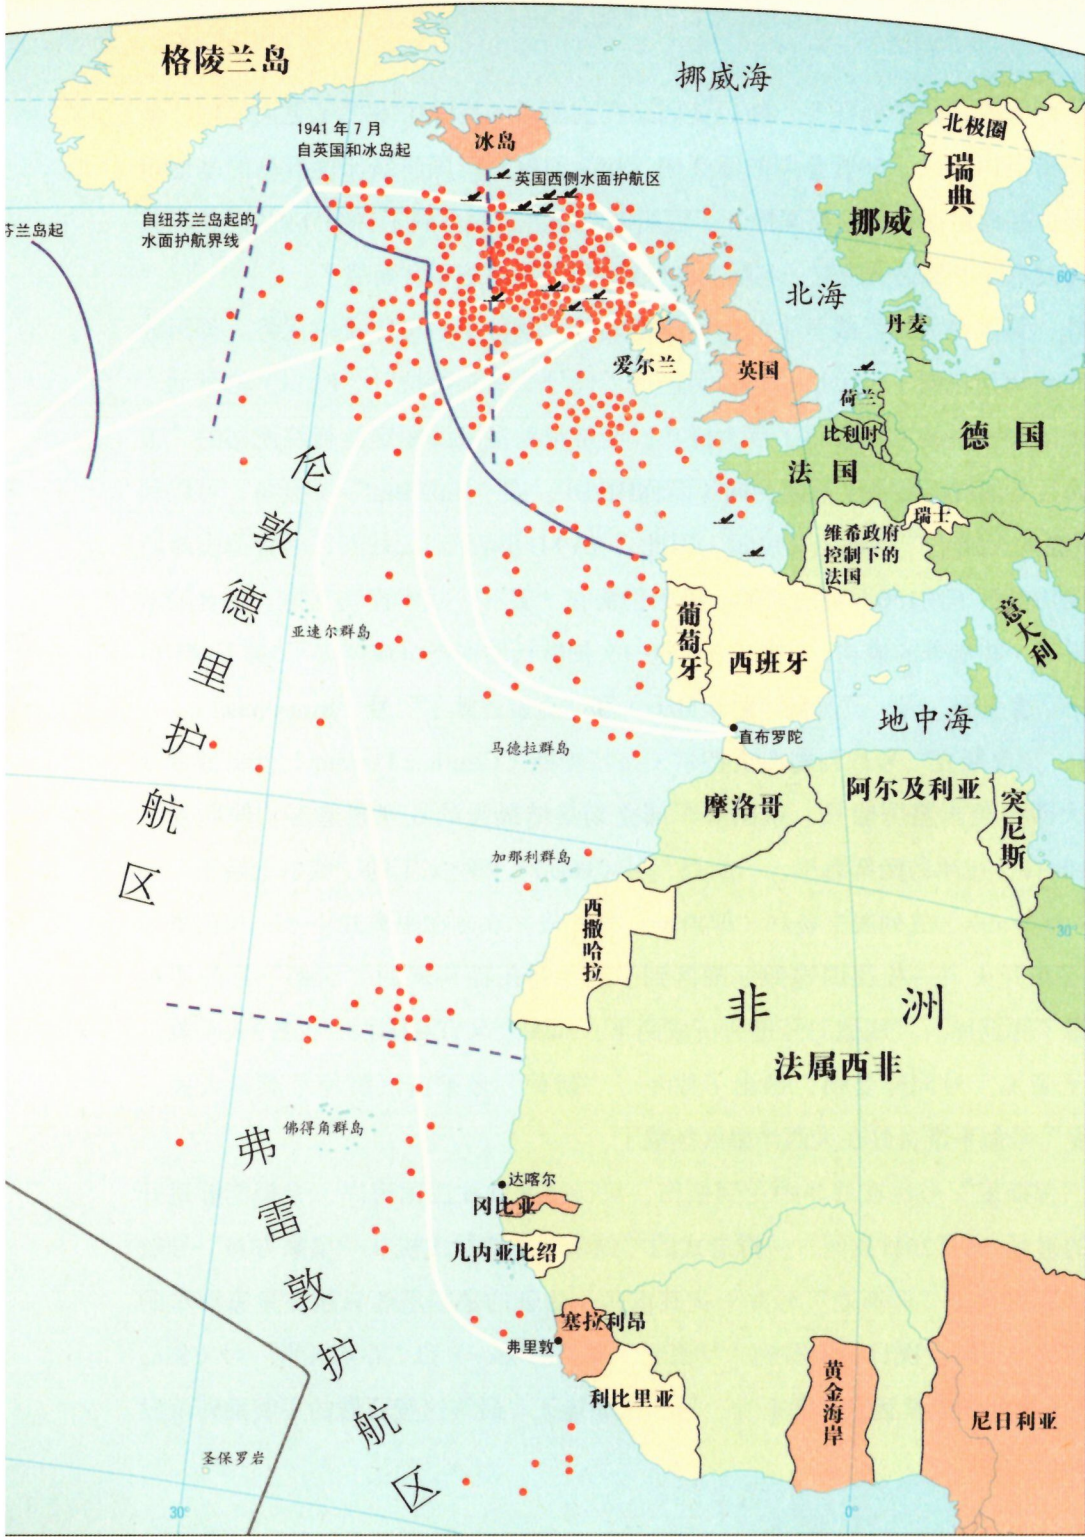 格陵兰岛
挪威海
1941 年 7 月
自英国和冰岛起
冰岛
北极圈
瑞典
英国西侧水面护航区
自纽芬兰岛起的
水面护航界线
芬兰岛起
挪威
60°
北海
丹麦
爱尔兰
英国
荷兰
比利时
德国
法国
伦敦德里护航区
瑞士
维希政府
控制下的
法国
亚速尔群岛
葡萄牙
西班牙
意大利
地中海
直布罗陀
马德拉群岛
摩洛哥
阿尔及利亚
突尼斯
加那利群岛
西撒哈拉
30°
非洲
法属西非
佛得角群岛
弗雷敦护航区
达喀尔
冈比亚
几内亚比绍
塞拉利昂
弗里敦
利比里亚
黄金海岸
尼日利亚
圣保罗岩
30°
0°